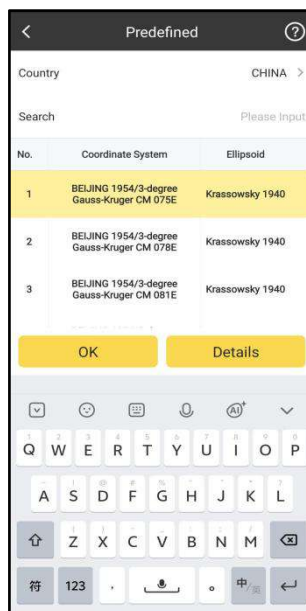 Predefined
Country CHINA >
Search Please Input
No. Coordinate System Ellipsoid
1 BEIJING 1954/3-degree Gauss-Kruger CM 075E Krassowsky 1940
2 BEIJING 1954/3-degree Gauss-Kruger CM 078E Krassowsky 1940
3 BEIJING 1954/3-degree Gauss-Kruger CM 081E Krassowsky 1940
OK Details
AI+
Q W E R T Y U I O P
A S D F G H J K L
Z X C V B N M
符 123 , 。 中/英